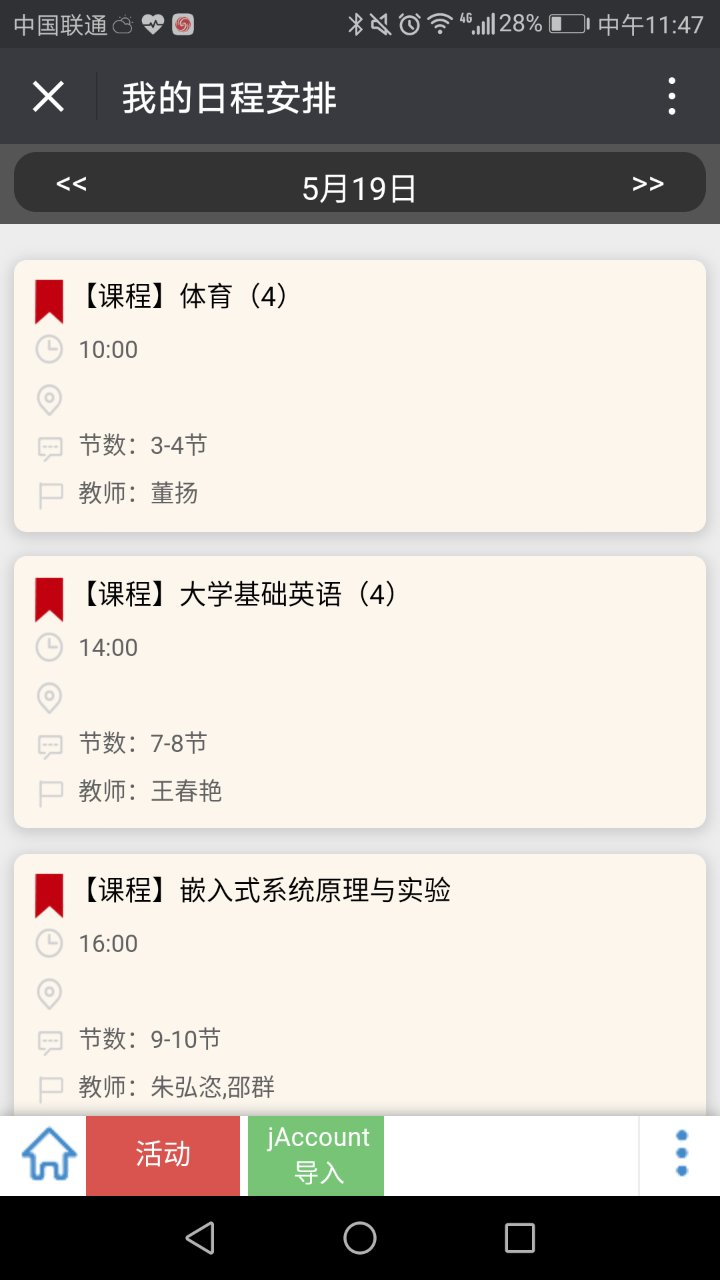 中国联通 4G 28% 中午11:47
我的日程安排
<< 5月19日 >>
【课程】体育（4）
10:00
节数：3-4节
教师：董扬
【课程】大学基础英语（4）
14:00
节数：7-8节
教师：王春艳
【课程】嵌入式系统原理与实验
16:00
节数：9-10节
教师：朱弘恣,邵群
活动
jAccount
导入